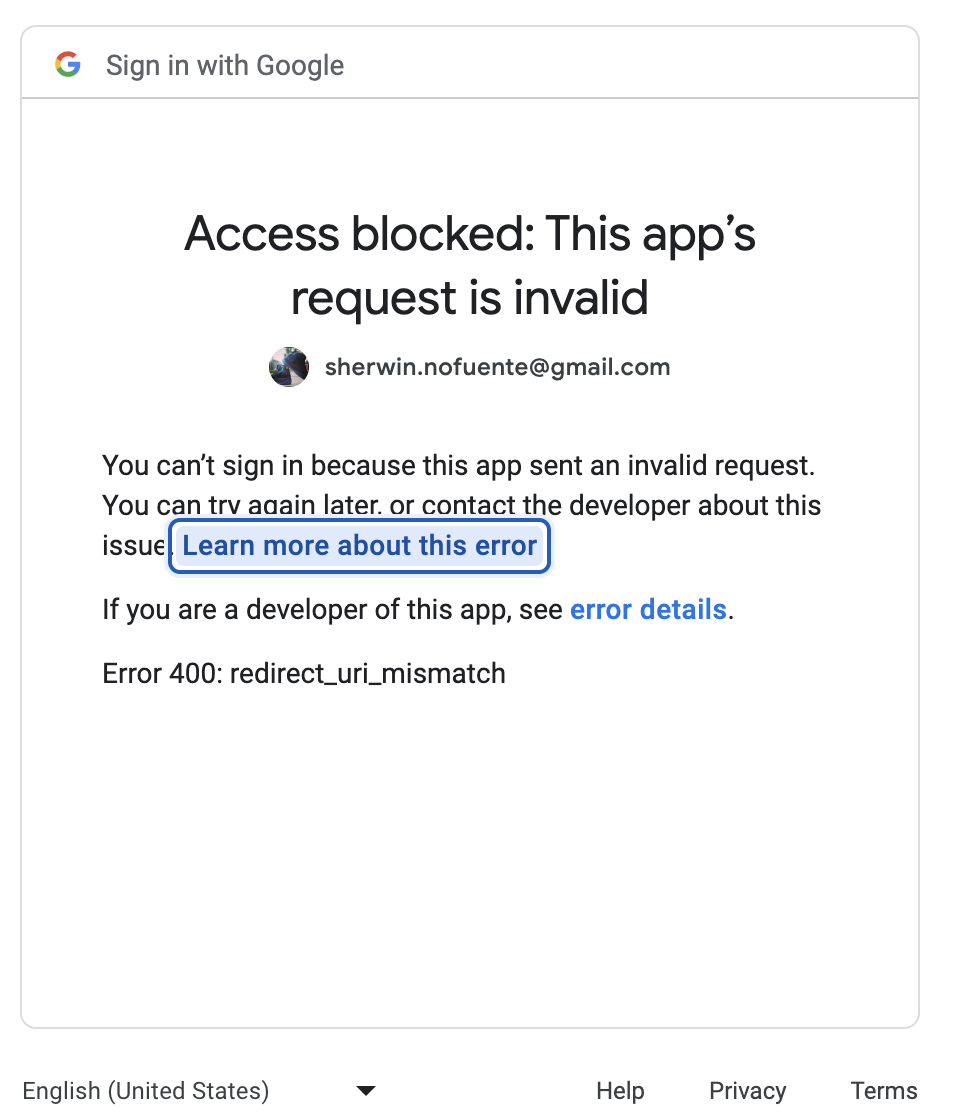 Sign in with Google
Access blocked: This app’s
request is invalid
sherwin.nofuente@gmail.com
You can’t sign in because this app sent an invalid request.
You can try again later, or contact the developer about this
issue. Learn more about this error
If you are a developer of this app, see error details.
Error 400: redirect_uri_mismatch
English (United States) Help Privacy Terms